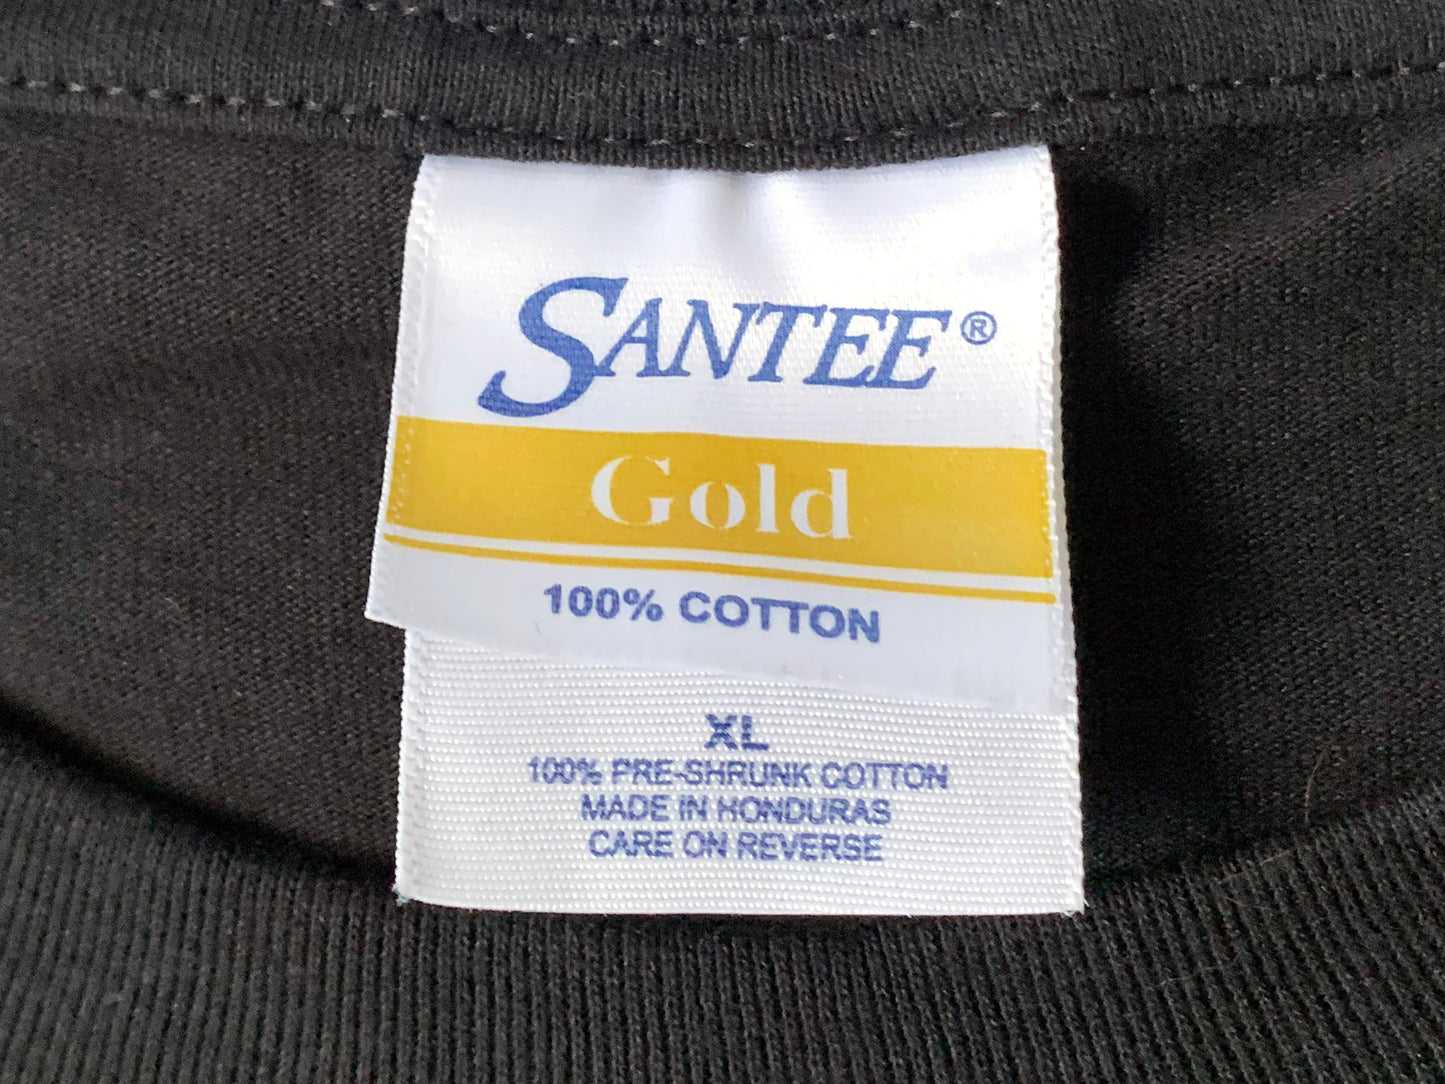 SANTEE®
Gold
100% COTTON
XL
100% PRE-SHRUNK COTTON
MADE IN HONDURAS
CARE ON REVERSE